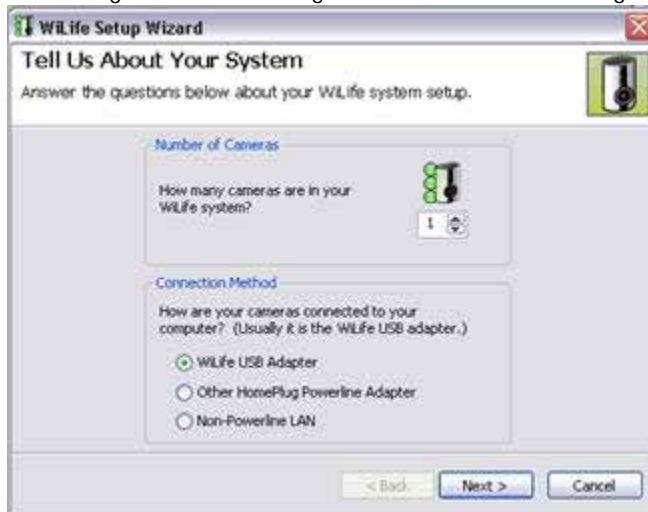 WiLife Setup Wizard
Tell Us About Your System
Answer the questions below about your WiLife system setup.
Number of Cameras
How many cameras are in your
WiLife system?
1
Connection Method
How are your cameras connected to your
computer? (Usually it is the WiLife USB adapter.)
WiLife USB Adapter
Other HomePlug Powerline Adapter
Non-Powerline LAN
< Back Next > Cancel